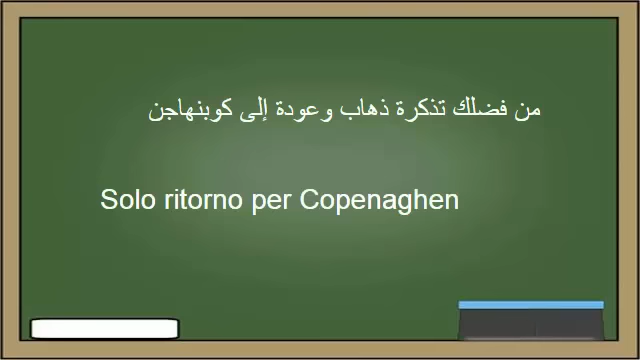 من فضلك تذكرة ذهاب وعودة إلى كوبنهاجن
Solo ritorno per Copenaghen